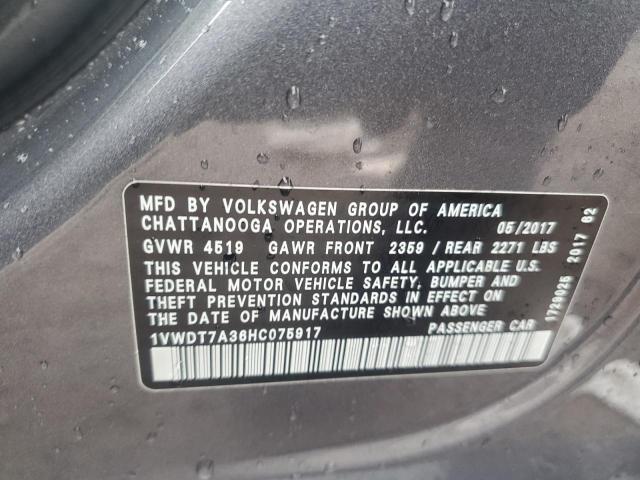 MFD BY VOLKSWAGEN GROUP OF AMERICA
CHATTANOOGA OPERATIONS, LLC. 05/2017
GVWR 4519 GAWR FRONT 2359 / REAR 2271 LBS
THIS VEHICLE CONFORMS TO ALL APPLICABLE U.S.
FEDERAL MOTOR VEHICLE SAFETY, BUMPER AND
THEFT PREVENTION STANDARDS IN EFFECT ON
THE DATE OF MANUFACTURE SHOWN ABOVE
1VWDT7A36HC075917 PASSENGER CAR
1729025 2017 02